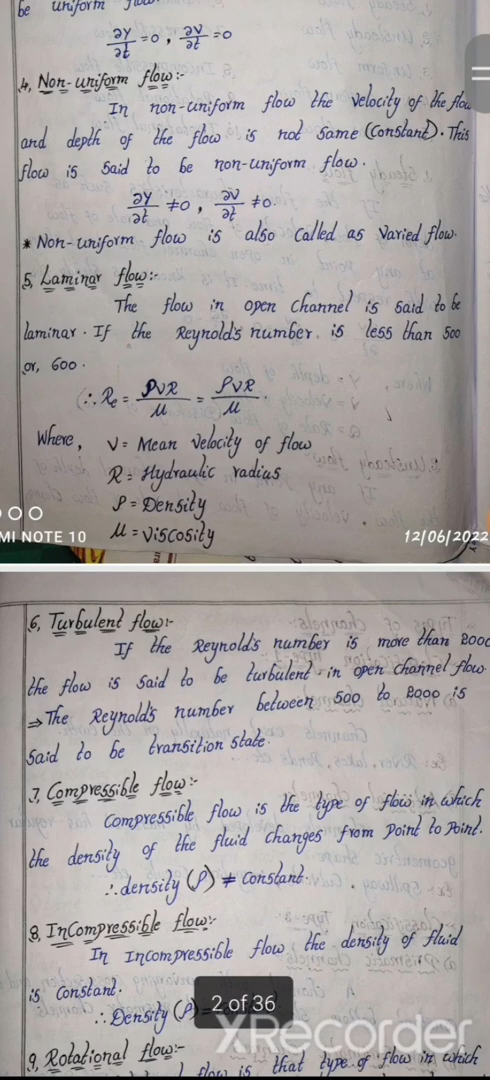 be uniform flow.
∂y/∂t = 0 , ∂v/∂t = 0
4, Non-uniform flow:-
In non-uniform flow the velocity of the flow
and depth of the flow is not same (constant). This
flow is said to be non-uniform flow.
∂y/∂t ≠ 0 , ∂v/∂t ≠ 0.
* Non-uniform flow is also called as varied flow.
5, Laminar flow:-
The flow in open channel is said to be
laminar. If the Reynold's number is less than 500
or, 600.
(∴ Re = ρVR/μ = ρVR/μ.
Where, V = Mean velocity of flow
R = Hydraulic radius
ρ = Density
μ = viscosity
MI NOTE 10
12/06/2022
6, Turbulent flow:-
If the Reynold's number is more than 2000
the flow is said to be turbulent in open channel flow.
⇒ The Reynold's number between 500 to 2000 is
said to be transition state.
7, Compressible flow:-
Compressible flow is the type of flow in which
the density of the fluid changes from point to point.
∴ density (ρ) ≠ constant.
8, InCompressible flow:-
In Incompressible flow, the density of fluid
is constant.
∴ Density (ρ) =
2 of 36
XRecorder
9, Rotational flow:-
flow is that type of flow in which